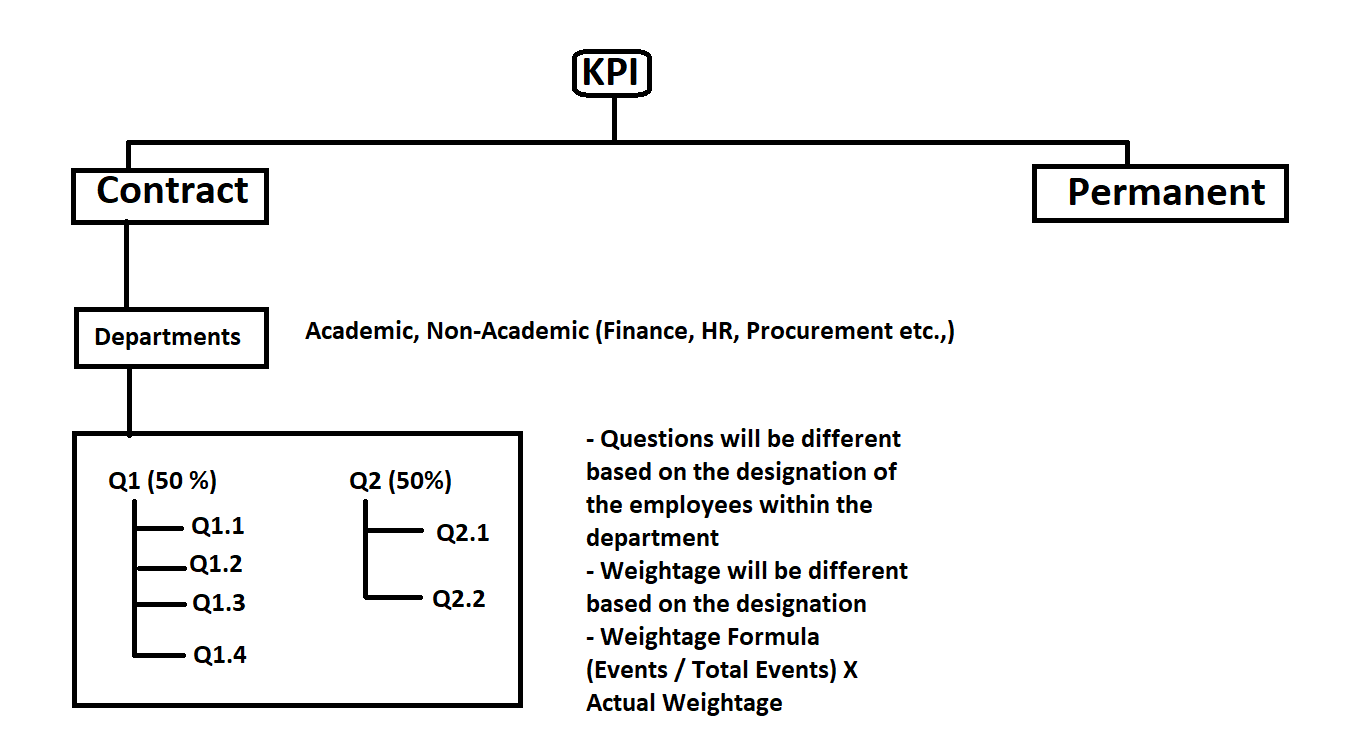 KPI
Contract
Permanent
Departments
Academic, Non-Academic (Finance, HR, Procurement etc.,)
Q1 (50 %)
Q1.1
Q1.2
Q1.3
Q1.4
Q2 (50%)
Q2.1
Q2.2
- Questions will be different
based on the designation of
the employees within the
department
- Weightage will be different
based on the designation
- Weightage Formula
(Events / Total Events) X
Actual Weightage